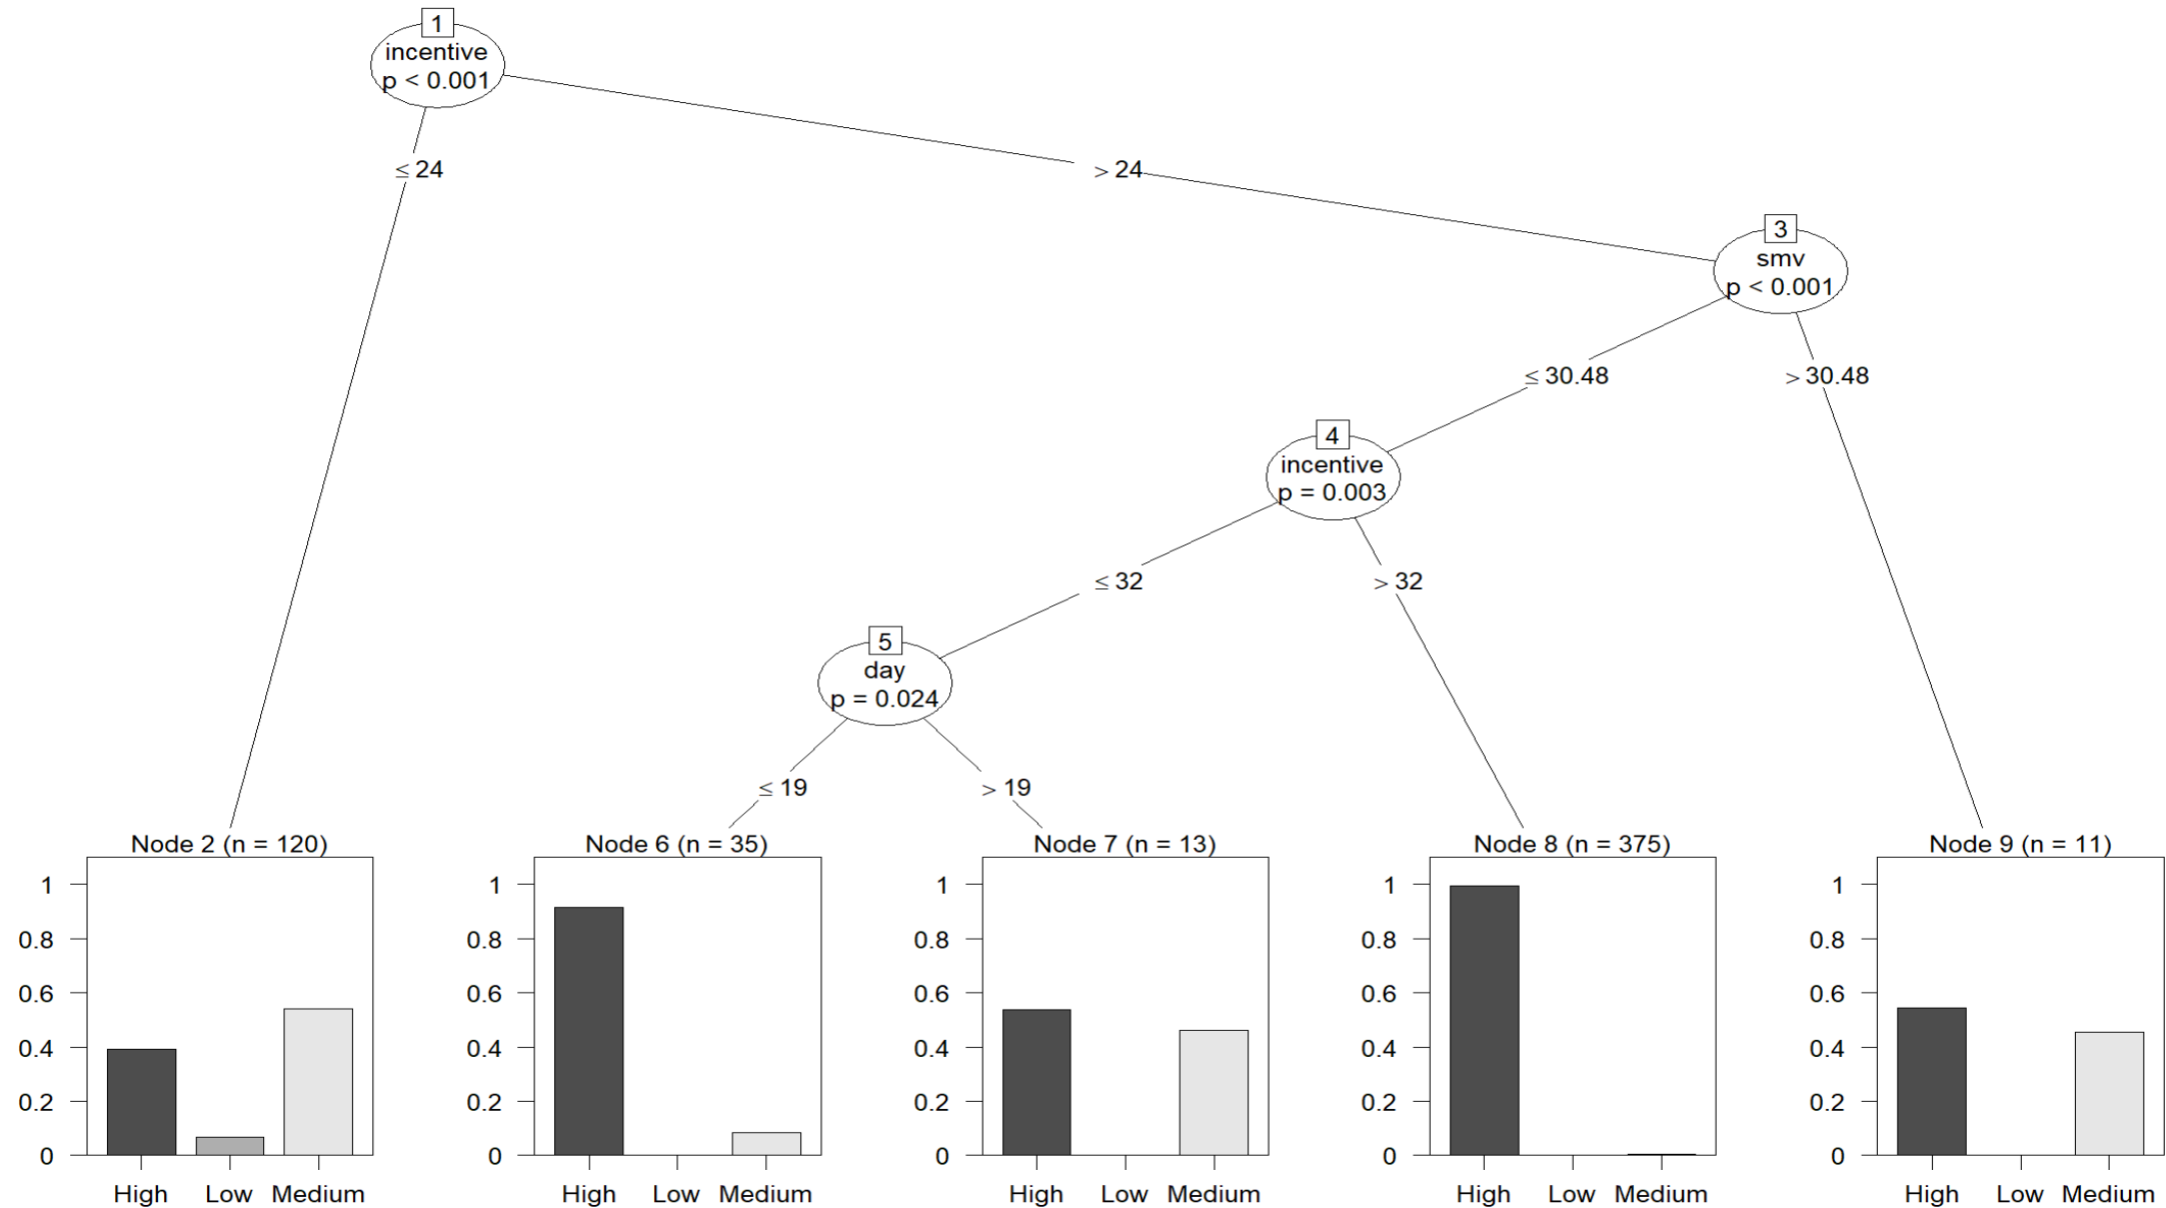 1
incentive
p < 0.001
≤ 24
> 24
3
smv
p < 0.001
≤ 30.48
> 30.48
4
incentive
p = 0.003
≤ 32
> 32
5
day
p = 0.024
≤ 19
> 19
Node 2 (n = 120)
1
0.8
0.6
0.4
0.2
0
High Low Medium
Node 6 (n = 35)
1
0.8
0.6
0.4
0.2
0
High Low Medium
Node 7 (n = 13)
1
0.8
0.6
0.4
0.2
0
High Low Medium
Node 8 (n = 375)
1
0.8
0.6
0.4
0.2
0
High Low Medium
Node 9 (n = 11)
1
0.8
0.6
0.4
0.2
0
High Low Medium